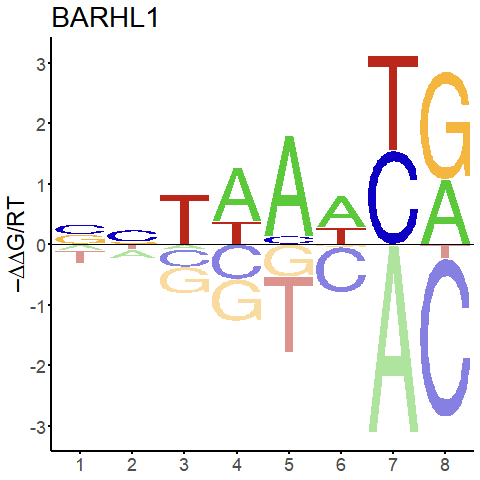 BARHL1
−ΔΔG/RT
3
2
1
0
-1
-2
-3
C G A T
C G T A
T A C G
A T C G
A C G T
A T G C
T C A
G A T C
1 2 3 4 5 6 7 8